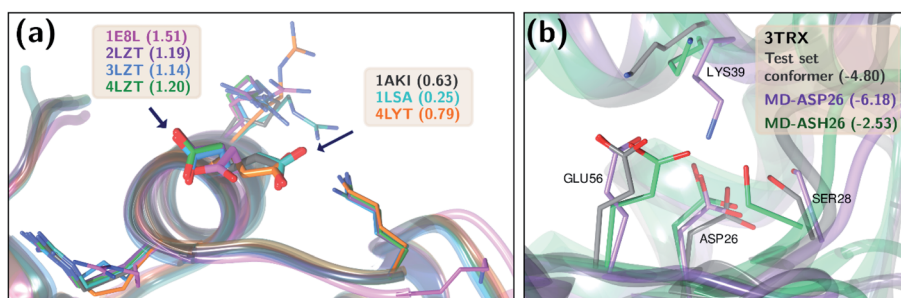 (a)
1E8L (1.51)
2LZT (1.19)
3LZT (1.14)
4LZT (1.20)
1AKI (0.63)
1LSA (0.25)
4LYT (0.79)
(b)
3TRX
Test set
conformer (-4.80)
MD-ASP26 (-6.18)
MD-ASH26 (-2.53)
LYS39
GLU56
SER28
ASP26